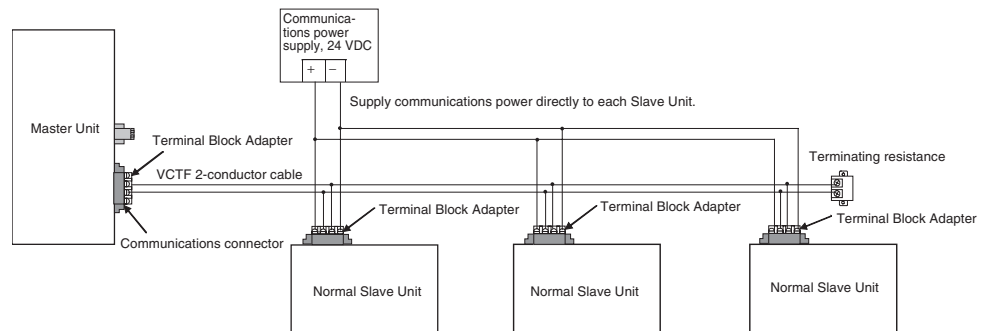 Communica-
tions power
supply, 24 VDC
+ −
Supply communications power directly to each Slave Unit.
Master Unit
Terminal Block Adapter
Terminating resistance
VCTF 2-conductor cable
Terminal Block Adapter
Terminal Block Adapter
Terminal Block Adapter
Communications connector
Normal Slave Unit
Normal Slave Unit
Normal Slave Unit